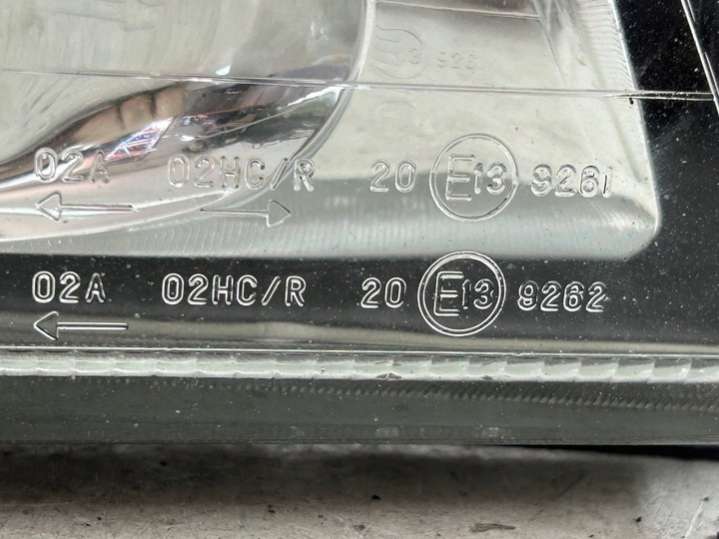 02A 02HC/R 20 E13 9261
← →
02A 02HC/R 20 E13 9262
←